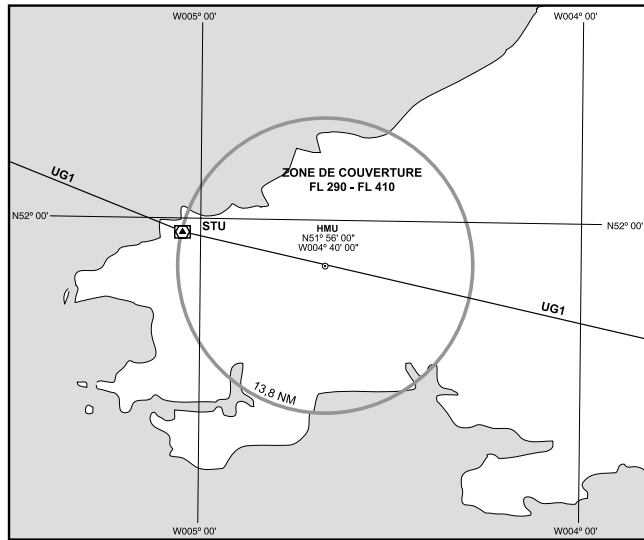 W005º 00'
W004º 00'
UG1
ZONE DE COUVERTURE
FL 290 - FL 410
N52º 00'
STU
HMU
N51º 56' 00"
W004º 40' 00"
N52º 00'
UG1
13,8 NM
W005º 00'
W004º 00'